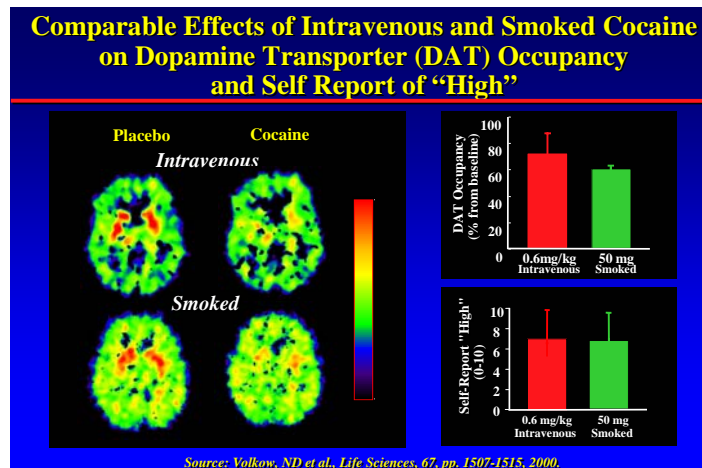 Comparable Effects of Intravenous and Smoked Cocaine
on Dopamine Transporter (DAT) Occupancy
and Self Report of “High”
Placebo
Cocaine
Intravenous
Smoked
DAT Occupancy
(% from baseline)
100
80
60
40
20
0
0.6mg/kg
Intravenous
50 mg
Smoked
Self-Report "High"
(0-10)
10
8
6
4
2
0
0.6 mg/kg
Intravenous
50 mg
Smoked
Source: Volkow, ND et al., Life Sciences, 67, pp. 1507-1515, 2000.